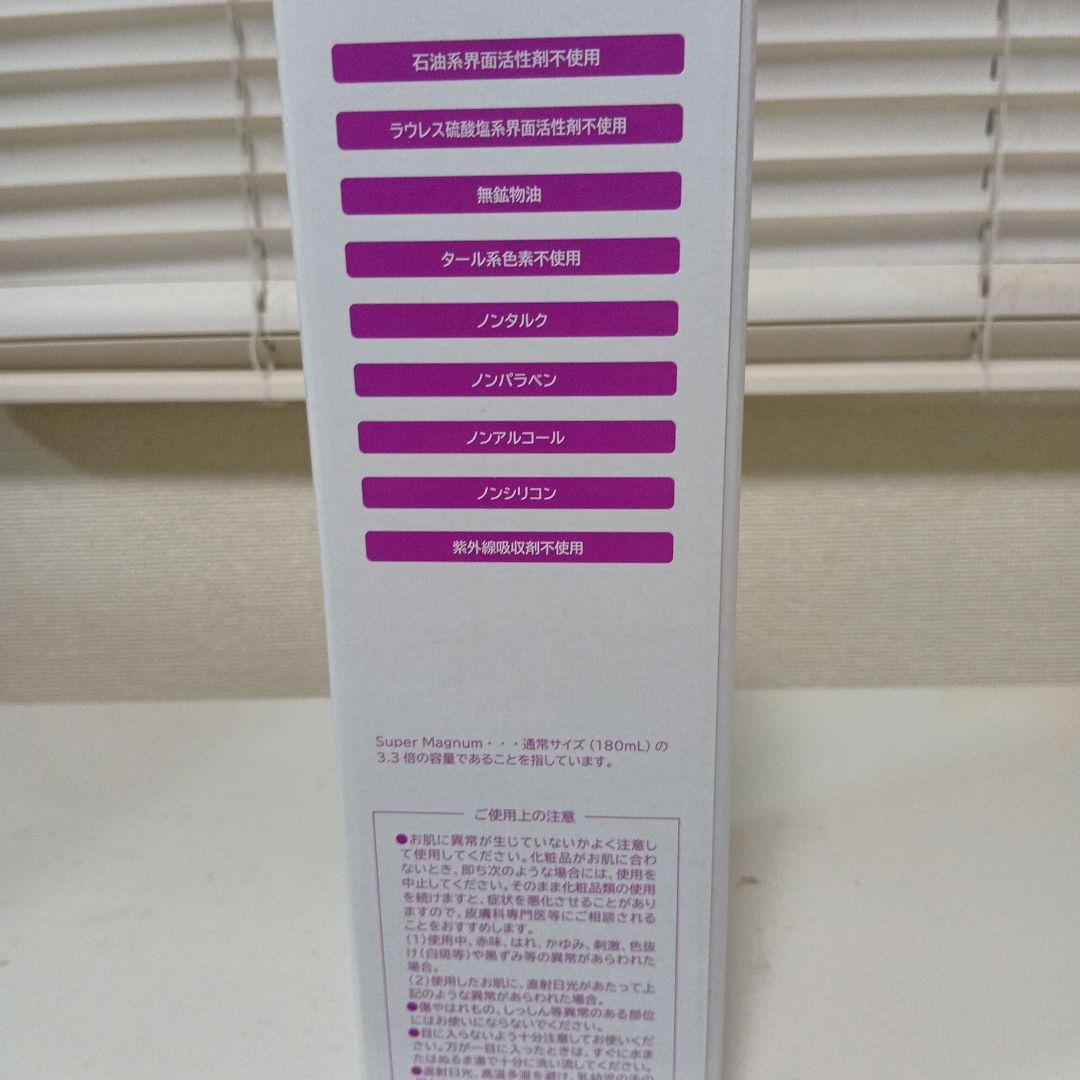 石油系界面活性剤不使用
ラウレス硫酸塩系界面活性剤不使用
無鉱物油
タール系色素不使用
ノンタルク
ノンパラベン
ノンアルコール
ノンシリコン
紫外線吸収剤不使用
Super Magnum・・・通常サイズ（180mL）の
3.3 倍の容量であることを指しています。
ご使用上の注意
●お肌に異常が生じていないかよく注意し
て使用してください。化粧品がお肌に合わ
ないとき、即ち次のような場合には、使用を
中止してください。そのまま化粧品類の使用
を続けますと、症状を悪化させることがあり
ますので、皮膚科専門医等にご相談される
ことをおすすめします。
(1)使用中、赤味、はれ、かゆみ、刺激、色抜
け(白斑等)や黒ずみ等の異常があらわれた
場合。
(2)使用したお肌に、直射日光があたって上
記のような異常があらわれた場合。
●傷やはれもの、しっしん等異常のある部位
にはお使いにならないでください。
●目に入らないよう十分注意してお使いくだ
さい。万が一目に入ったときは、すぐに水ま
たはぬるま湯で十分に洗い流してください。
●直射日光、高温多湿を避け、乳幼児の手の